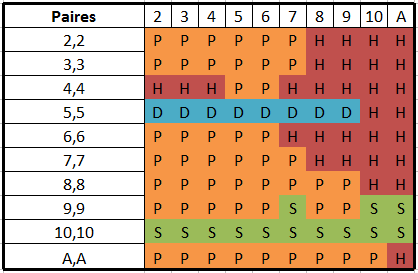 Paires 2 3 4 5 6 7 8 9 10 A
2,2 P P P P P P H H H H
3,3 P P P P P P H H H H
4,4 H H H P P H H H H H
5,5 D D D D D D D D H H
6,6 P P P P P H H H H H
7,7 P P P P P P H H H H
8,8 P P P P P P P P H H
9,9 P P P P P S P P S S
10,10 S S S S S S S S S S
A,A P P P P P P P P P H